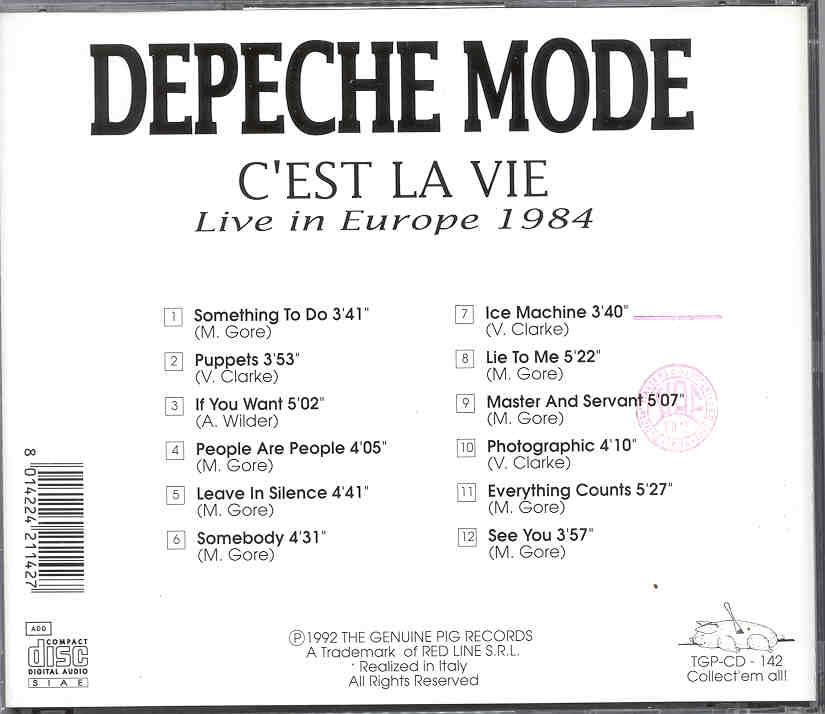 DEPECHE MODE
C'EST LA VIE
Live in Europe 1984
1 Something To Do 3'41"
(M. Gore)
2 Puppets 3'53"
(V. Clarke)
3 If You Want 5'02"
(A. Wilder)
4 People Are People 4'05"
(M. Gore)
5 Leave In Silence 4'41"
(M. Gore)
6 Somebody 4'31"
(M. Gore)
7 Ice Machine 3'40"
(V. Clarke)
8 Lie To Me 5'22"
(M. Gore)
9 Master And Servant 5'07"
(M. Gore)
10 Photographic 4'10"
(V. Clarke)
11 Everything Counts 5'27"
(M. Gore)
12 See You 3'57"
(M. Gore)
8 014224 211427
ADD
COMPACT
disc
DIGITAL AUDIO
SIAE
Ⓟ1992 THE GENUINE PIG RECORDS
A Trademark of RED LINE S.R.L.
Realized in Italy
All Rights Reserved
TGP-CD - 142
Collect'em all!